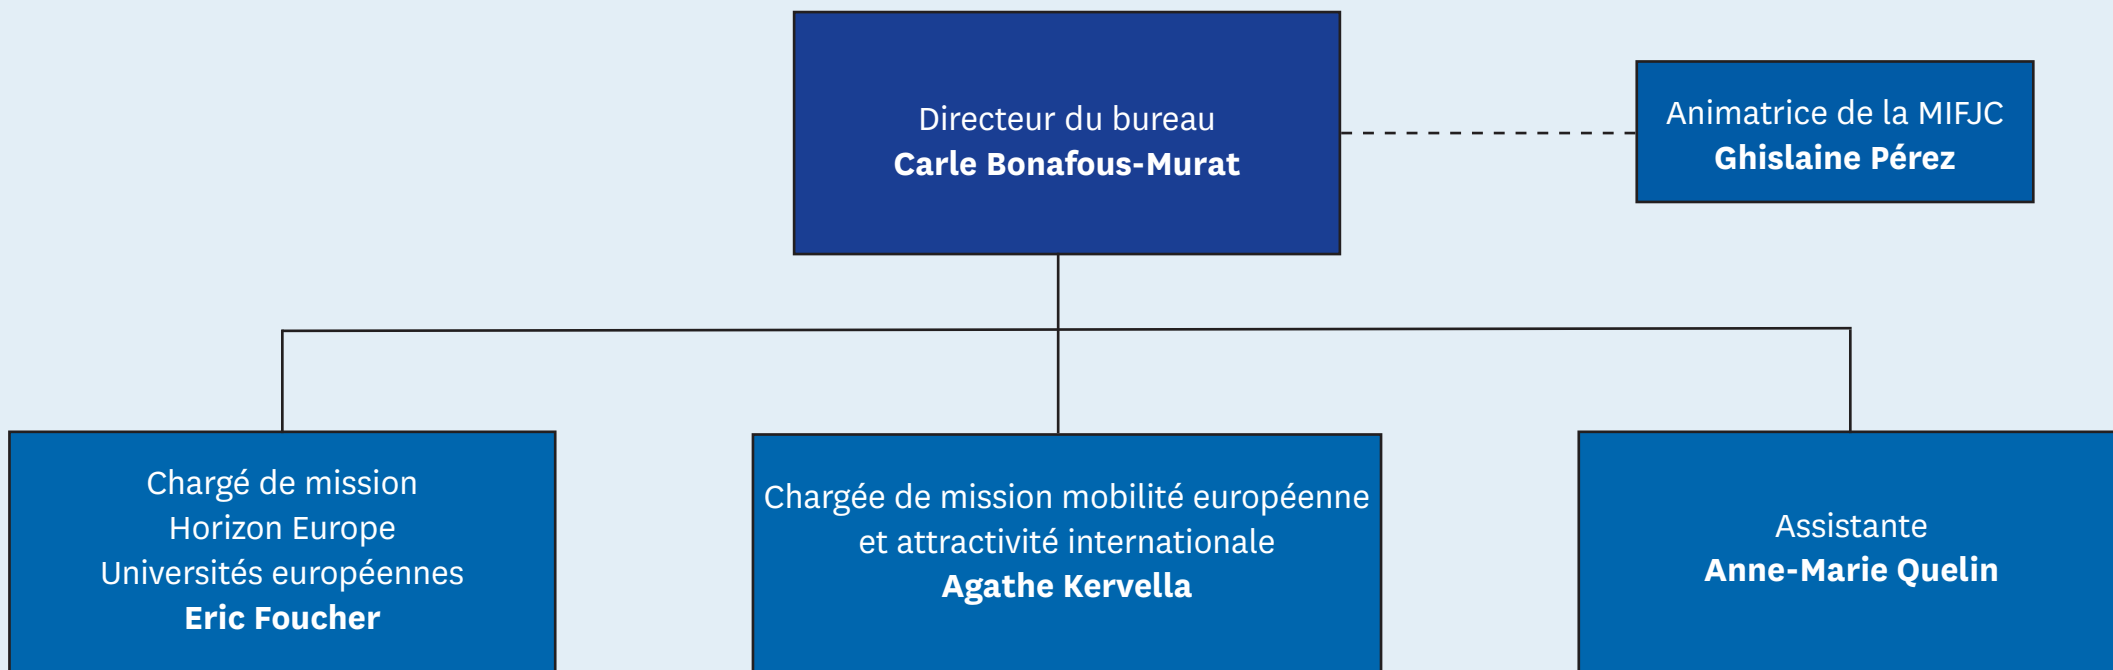 Directeur du bureau
Carle Bonafous-Murat
Animatrice de la MIFJC
Ghislaine Pérez
Chargé de mission
Horizon Europe
Universités européennes
Eric Foucher
Chargée de mission mobilité européenne
et attractivité internationale
Agathe Kervella
Assistante
Anne-Marie Quelin